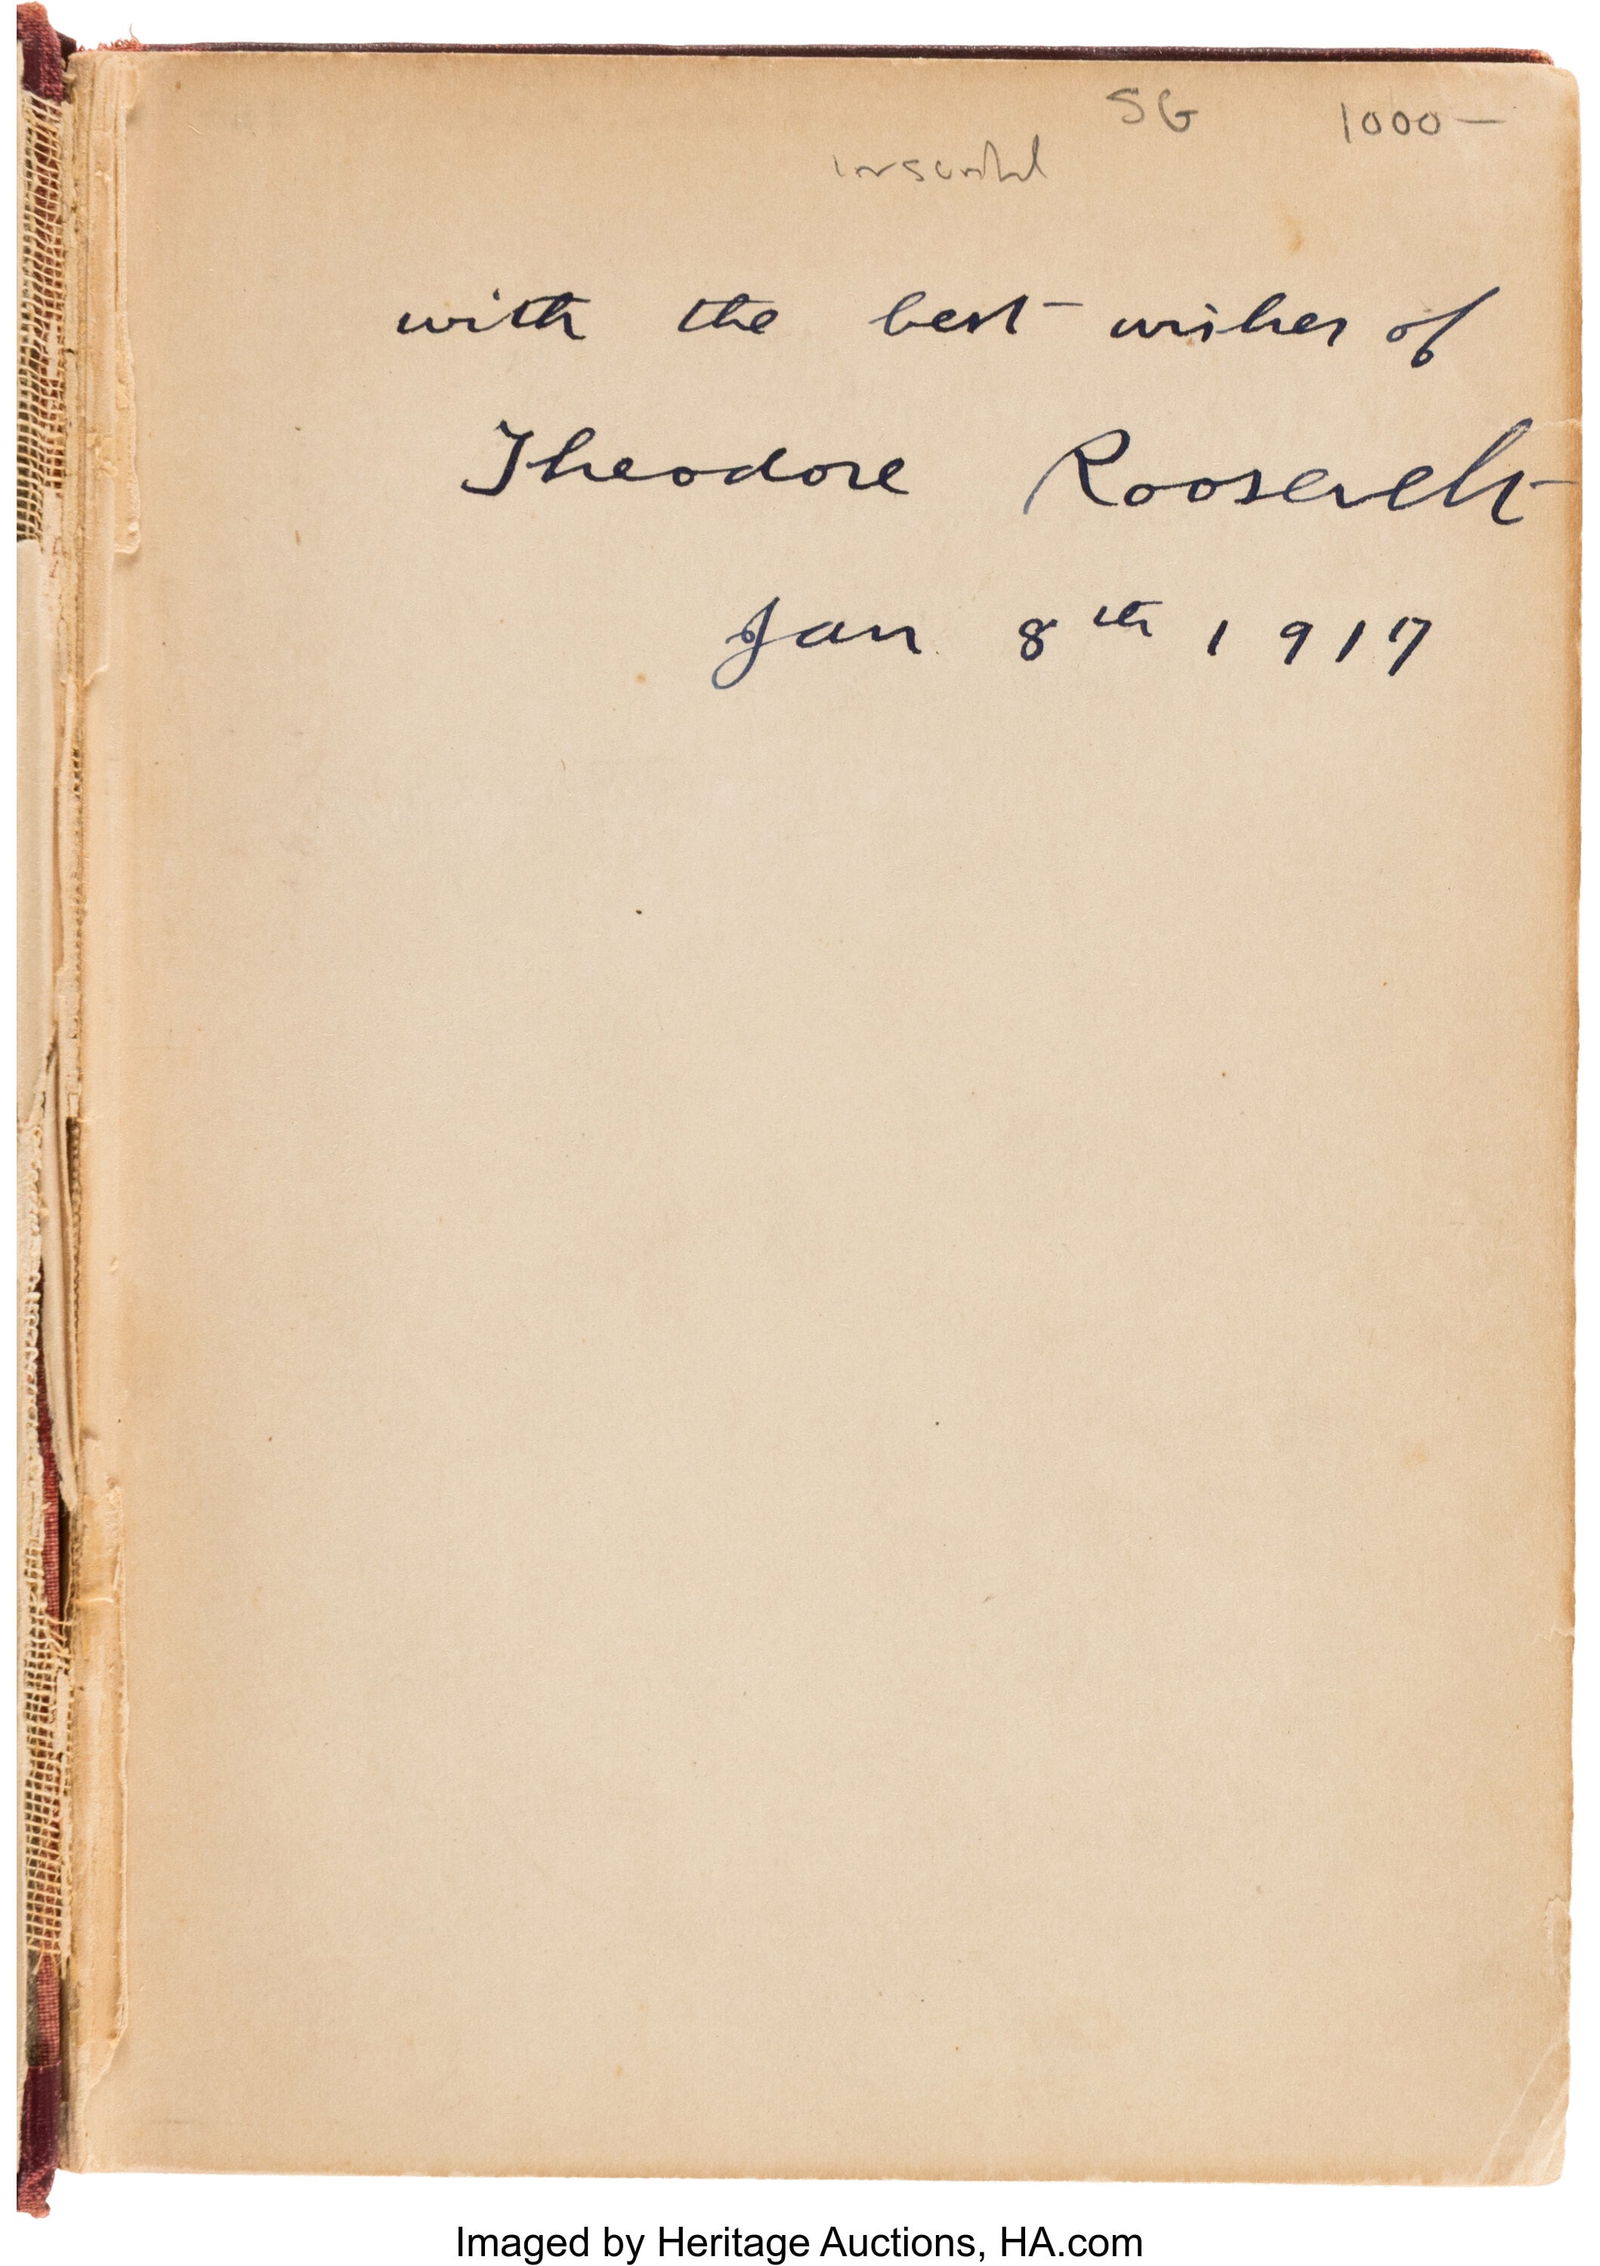 SG 1000—
inscribed
with the best wishes of
Theodore Roosevelt
Jan 8th 1917
Imaged by Heritage Auctions, HA.com